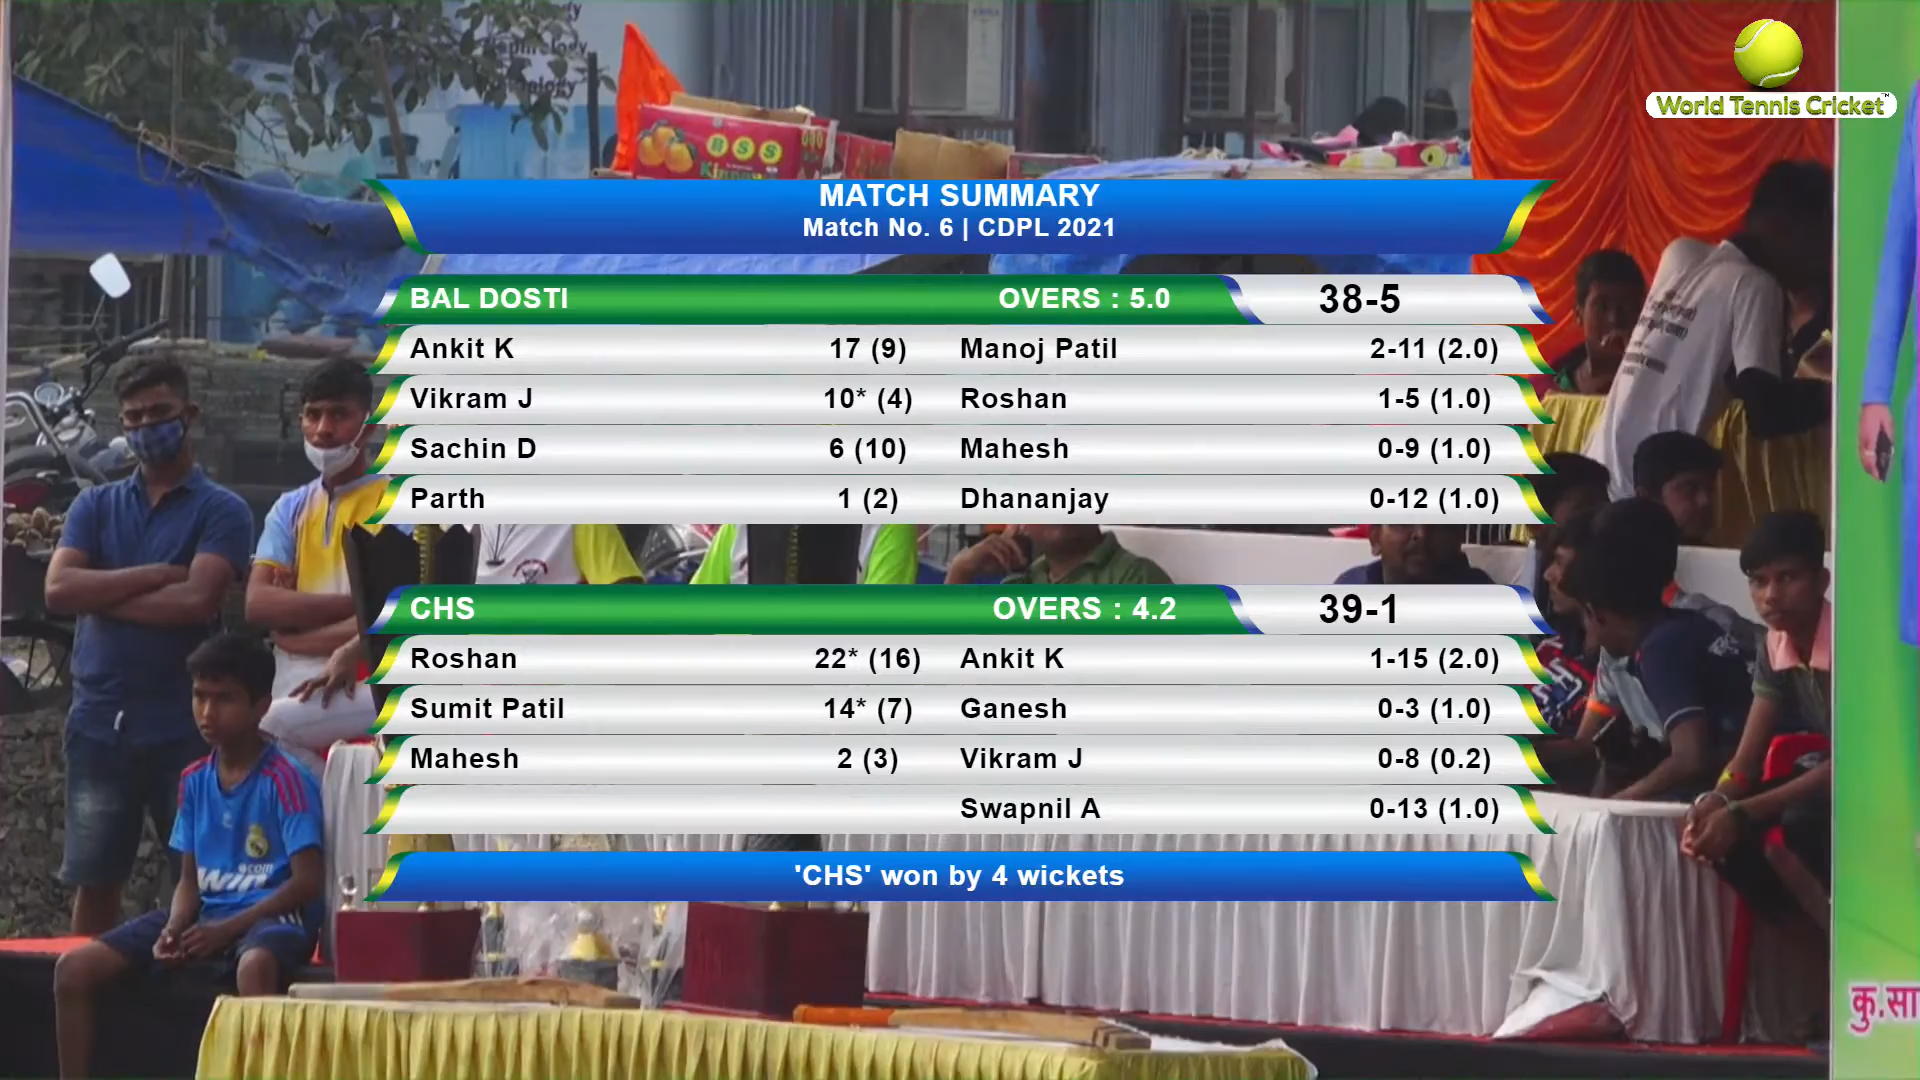 World Tennis Cricket
BSS
Kinnow
MATCH SUMMARY
Match No. 6 | CDPL 2021
BAL DOSTI OVERS : 5.0 38-5
Ankit K 17 (9) Manoj Patil 2-11 (2.0)
Vikram J 10* (4) Roshan 1-5 (1.0)
Sachin D 6 (10) Mahesh 0-9 (1.0)
Parth 1 (2) Dhananjay 0-12 (1.0)
CHS OVERS : 4.2 39-1
Roshan 22* (16) Ankit K 1-15 (2.0)
Sumit Patil 14* (7) Ganesh 0-3 (1.0)
Mahesh 2 (3) Vikram J 0-8 (0.2)
Swapnil A 0-13 (1.0)
'CHS' won by 4 wickets
कु.सा